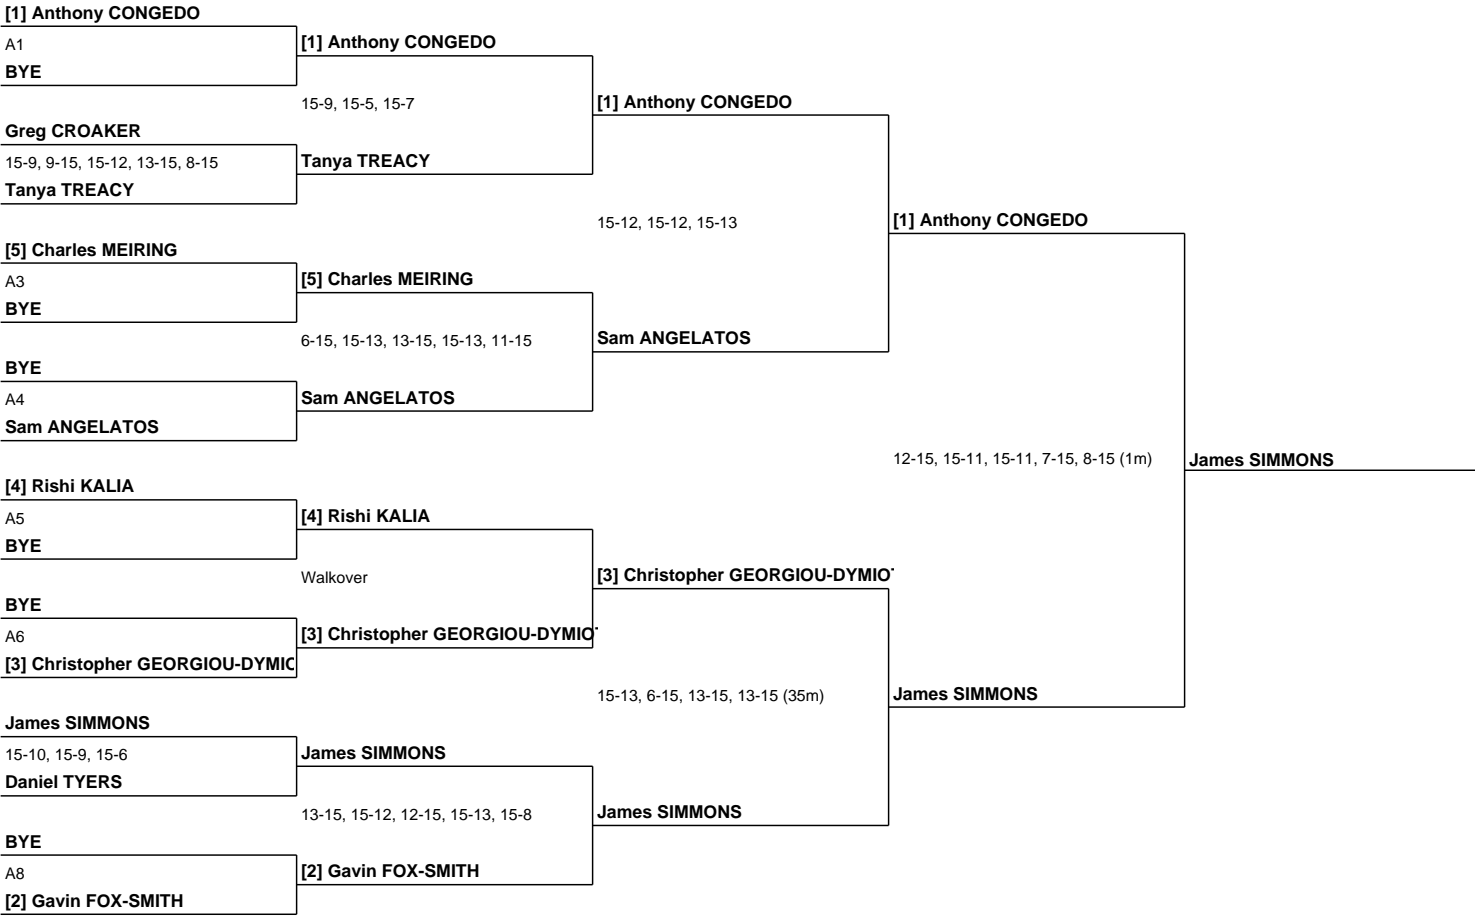 [1] Anthony CONGEDO
A1
BYE
Greg CROAKER
15-9, 9-15, 15-12, 13-15, 8-15
Tanya TREACY
[5] Charles MEIRING
A3
BYE
BYE
A4
Sam ANGELATOS
[4] Rishi KALIA
A5
BYE
BYE
A6
[3] Christopher GEORGIOU-DYMIO
James SIMMONS
15-10, 15-9, 15-6
Daniel TYERS
BYE
A8
[2] Gavin FOX-SMITH
[1] Anthony CONGEDO
15-9, 15-5, 15-7
Tanya TREACY
[5] Charles MEIRING
6-15, 15-13, 13-15, 15-13, 11-15
Sam ANGELATOS
[4] Rishi KALIA
Walkover
[3] Christopher GEORGIOU-DYMIOT
James SIMMONS
13-15, 15-12, 12-15, 15-13, 15-8
[2] Gavin FOX-SMITH
[1] Anthony CONGEDO
15-12, 15-12, 15-13
Sam ANGELATOS
[3] Christopher GEORGIOU-DYMIOT
15-13, 6-15, 13-15, 13-15 (35m)
James SIMMONS
[1] Anthony CONGEDO
12-15, 15-11, 15-11, 7-15, 8-15 (1m)
James SIMMONS
James SIMMONS